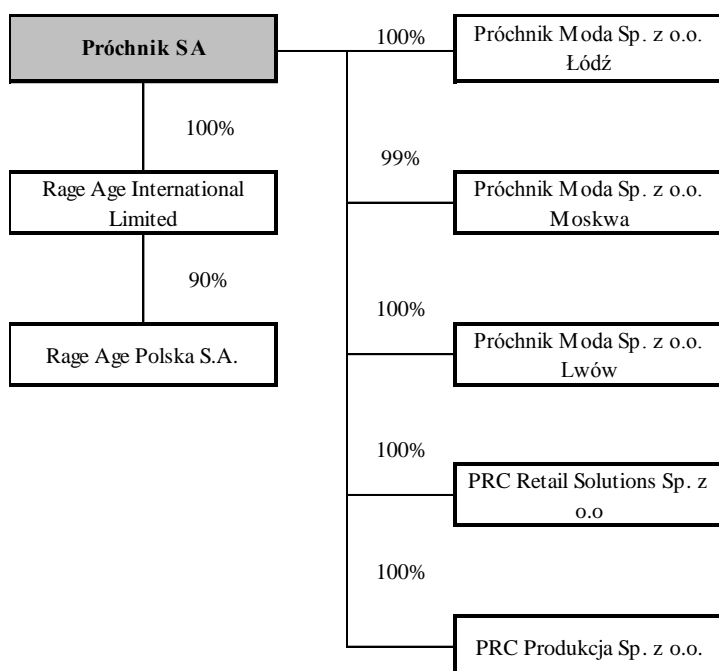 Próchnik SA
100%
Próchnik Moda Sp. z o.o.
Łódź
100%
99%
Rage Age International
Limited
Próchnik Moda Sp. z o.o.
Moskwa
90%
100%
Rage Age Polska S.A.
Próchnik Moda Sp. z o.o.
Lwów
100%
PRC Retail Solutions Sp. z
o.o
100%
PRC Produkcja Sp. z o.o.